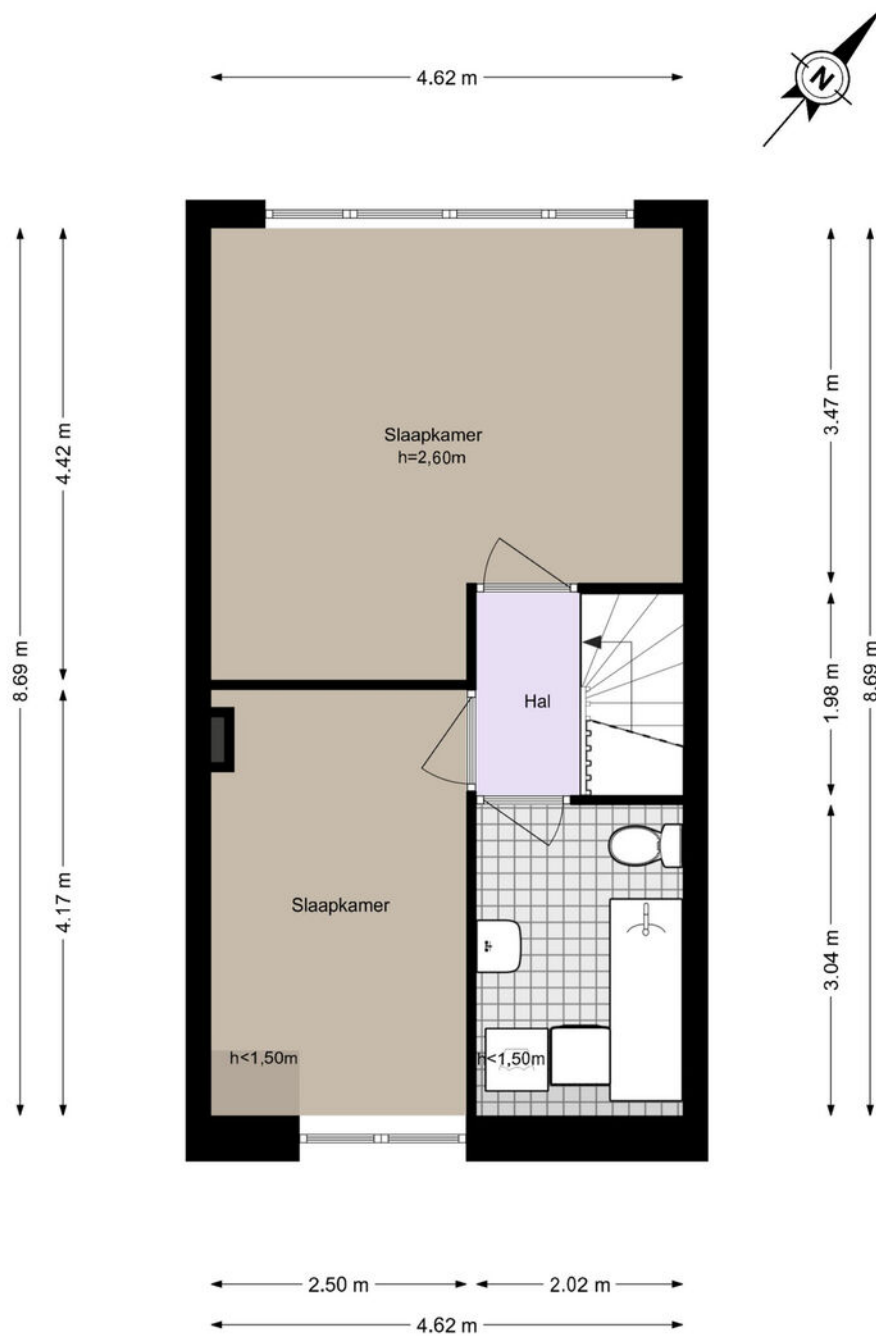 4.62 m
N
Slaapkamer
h=2,60m
8.69 m
4.42 m
4.17 m
3.47 m
1.98 m
3.04 m
8.69 m
Hal
Slaapkamer
h<1,50m
h<1,50m
2.50 m
2.02 m
4.62 m